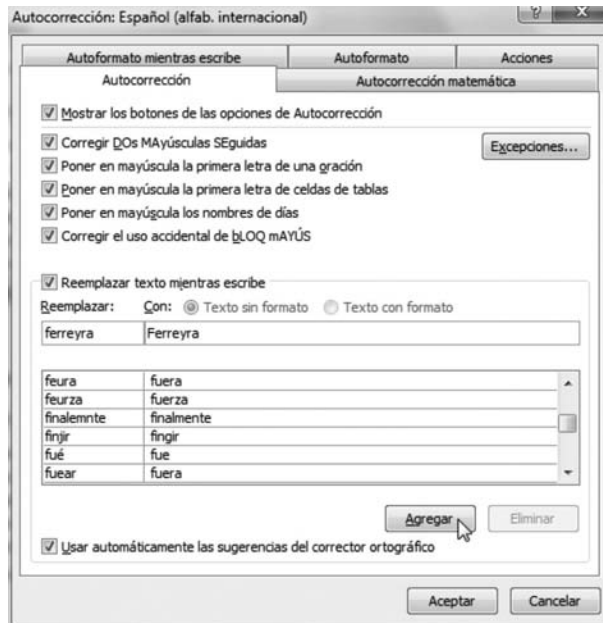 Autocorrección: Español (alfab. internacional)
Autoformato mientras escribe Autoformato Acciones
Autocorrección Autocorrección matemática
Mostrar los botones de las opciones de Autocorrección
Corregir DOs MAyúsculas SEguidas Excepciones...
Poner en mayúscula la primera letra de una oración
Poner en mayúscula la primera letra de celdas de tablas
Poner en mayúscula los nombres de días
Corregir el uso accidental de bLOQ mAYÚS
Reemplazar texto mientras escribe
Reemplazar: Con: Texto sin formato Texto con formato
ferreyra Ferreyra
feura fuera
feurza fuerza
finalemnte finalmente
finjir fingir
fué fue
fuear fuera
Agregar Eliminar
Usar automáticamente las sugerencias del corrector ortográfico
Aceptar Cancelar